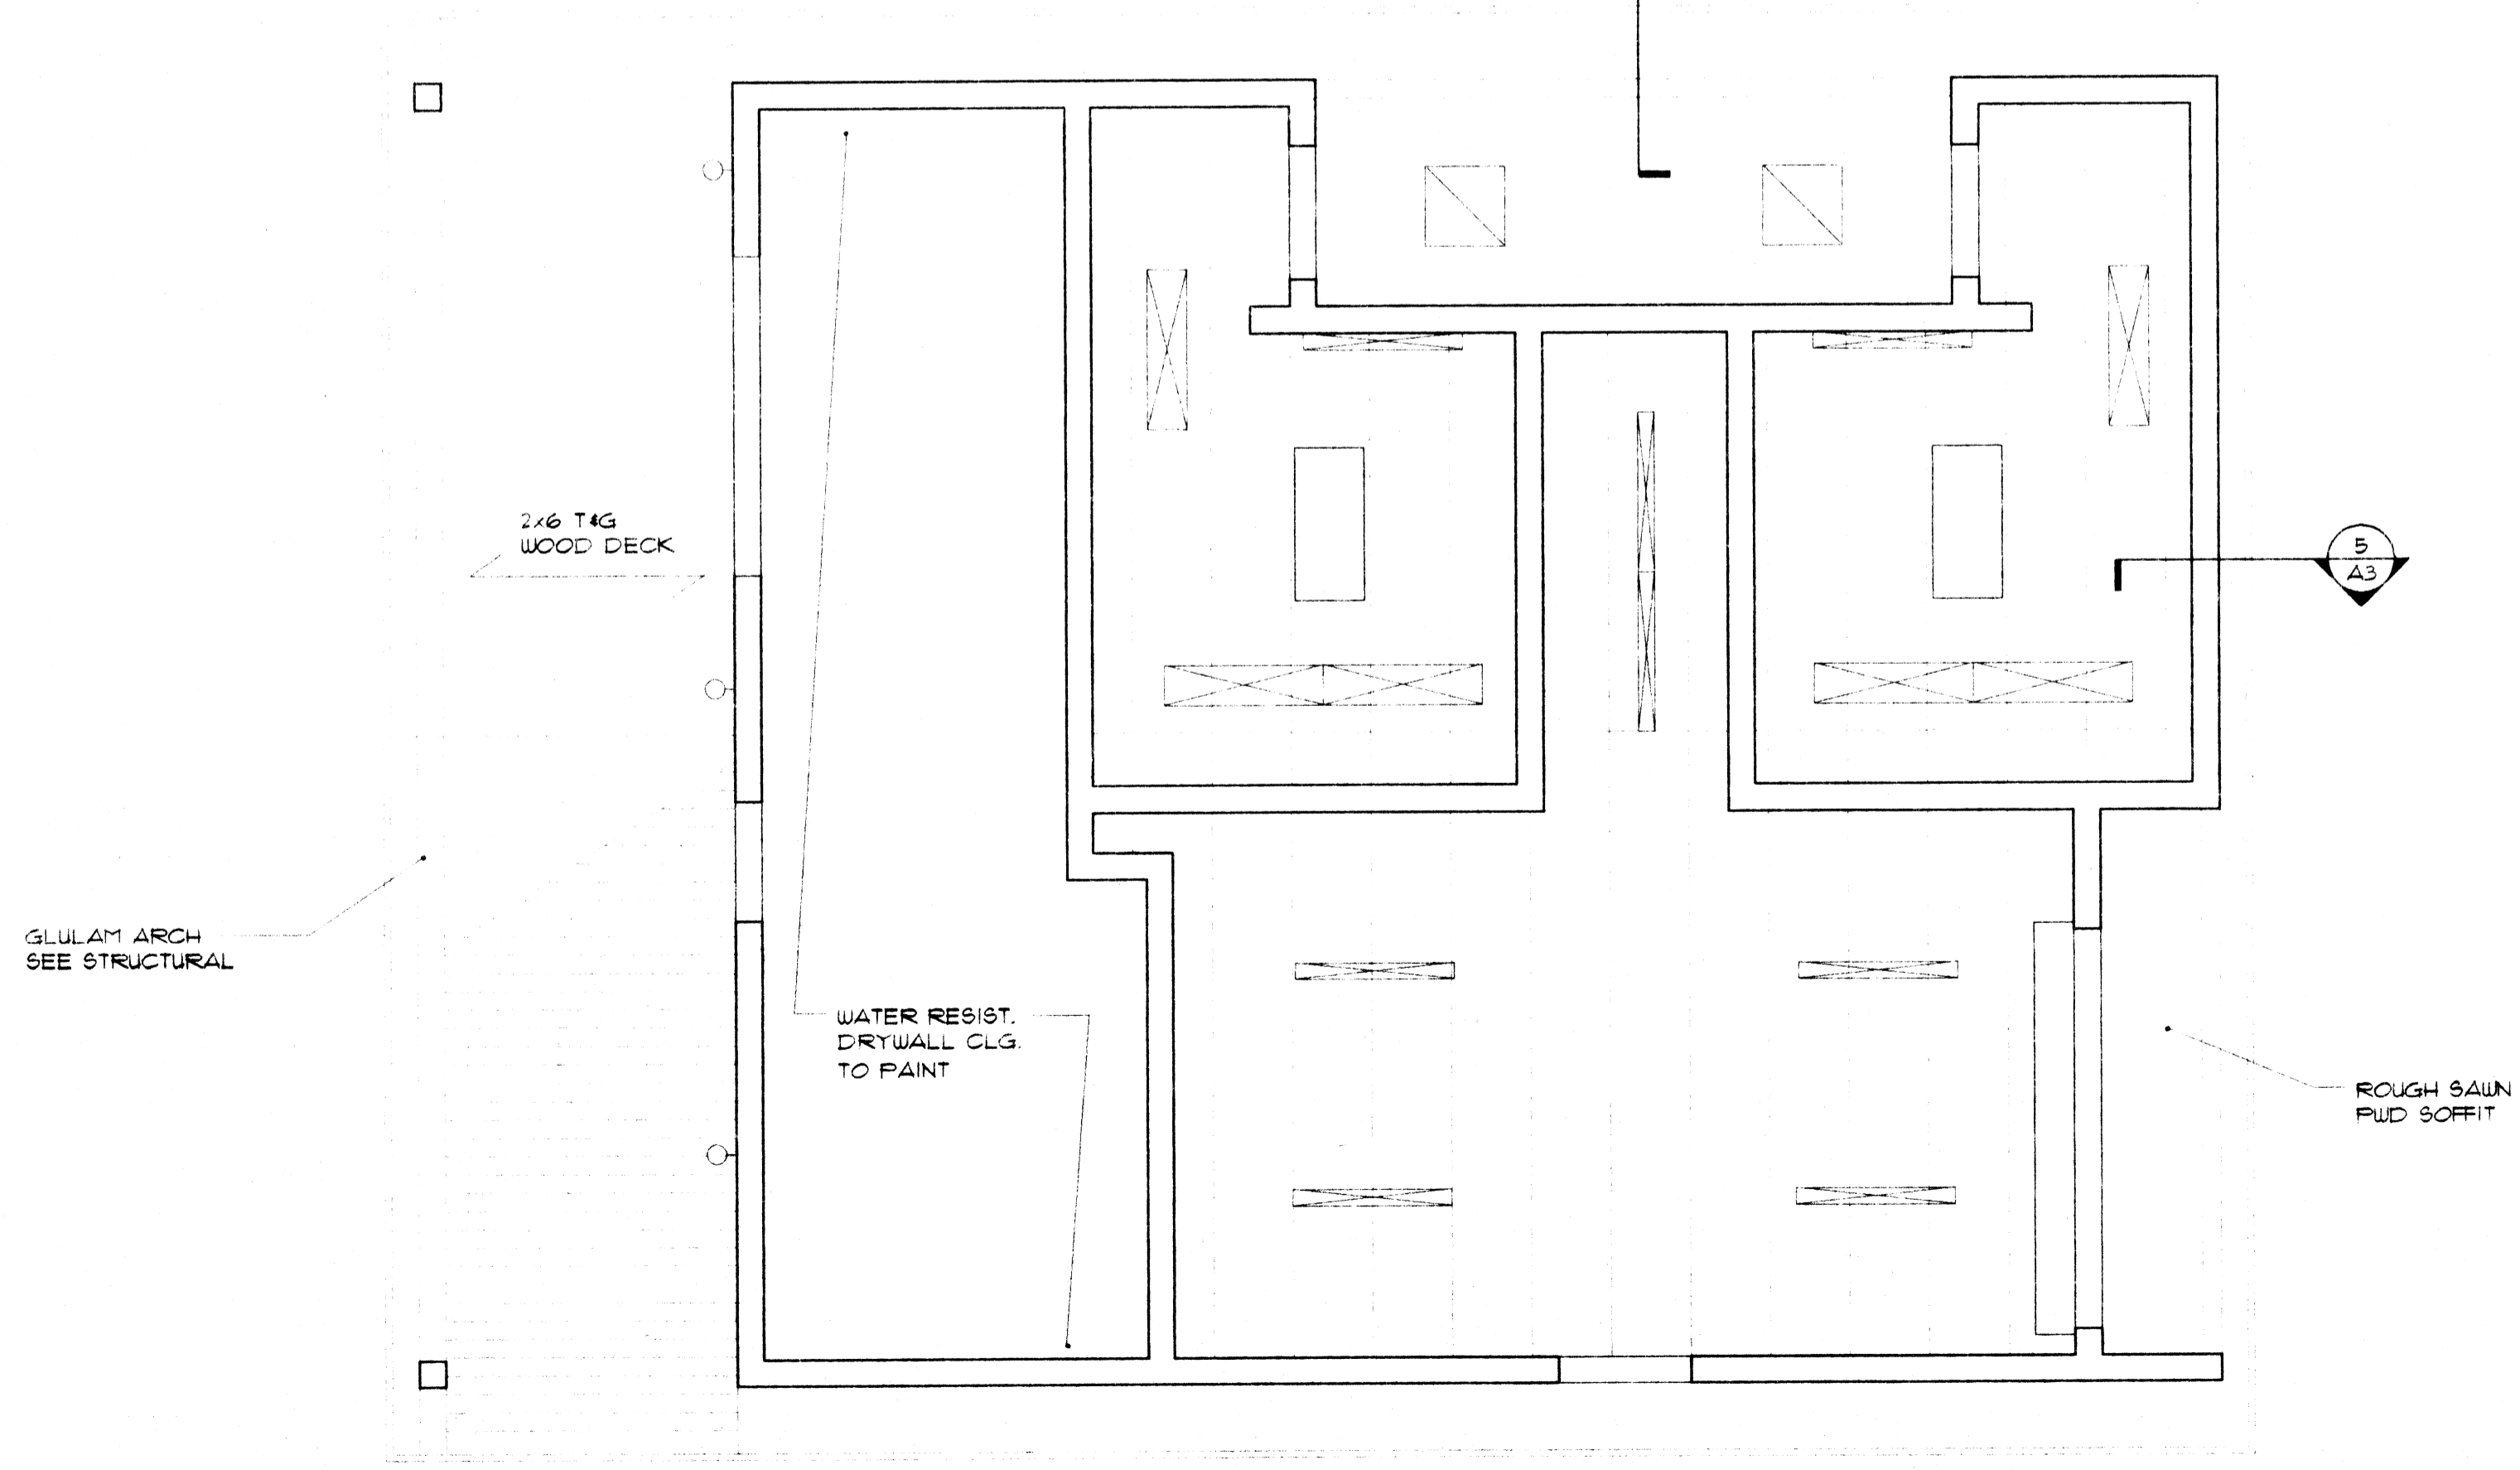 2x6 T&G
WOOD DECK
5
A3
GLULAM ARCH
SEE STRUCTURAL
WATER RESIST.
DRYWALL CLG.
TO PAINT
ROUGH SAWN
PWD SOFFIT